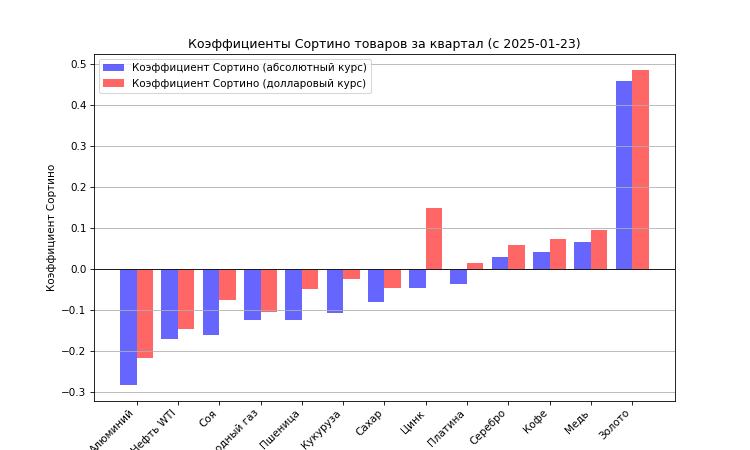 Коэффициенты Сортино товаров за квартал (с 2025-01-23)
Коэффициент Сортино (абсолютный курс)
Коэффициент Сортино (долларовый курс)
Коэффициент Сортино
0.5
0.4
0.3
0.2
0.1
0.0
−0.1
−0.2
−0.3
Алюминий
Нефть WTI
Соя
газ
Пшеница
Кукуруза
Сахар
Цинк
Платина
Серебро
Кофе
Медь
Золото